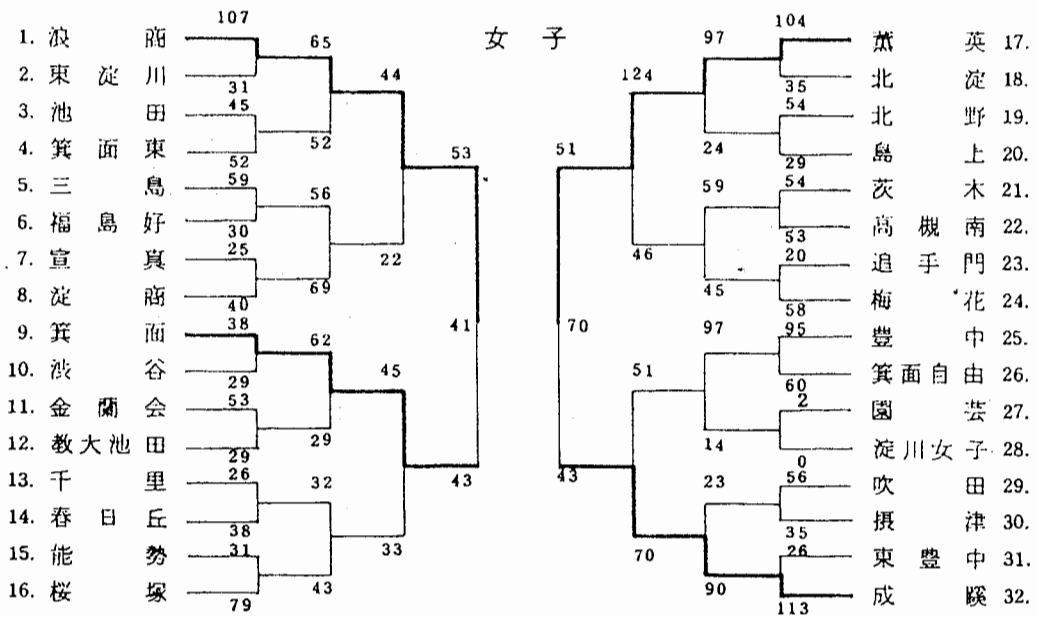 女子
107
1. 浪商
2. 東淀川
31
45
3. 池田
4. 箕面東
52
59
5. 三島
6. 福島好
30
25
7. 宣真
8. 淀商
40
38
9. 箕面
10. 渋谷
29
53
11. 金蘭会
12. 教大池田
29
26
13. 千里
14. 春日丘
38
31
15. 能勢
16. 桜塚
79
65
52
56
69
62
29
32
43
44
22
45
33
53
43
41
104
薫英 17.
北淀 18.
35
54
北野 19.
島上 20.
29
54
茨木 21.
高槻南 22.
53
20
追手門 23.
梅花 24.
58
95
豊中 25.
箕面自由 26.
60
2
園芸 27.
淀川女子 28.
0
56
吹田 29.
摂津 30.
35
26
東豊中 31.
成蹊 32.
113
97
24
59
45
97
14
23
90
124
46
51
70
51
43
70